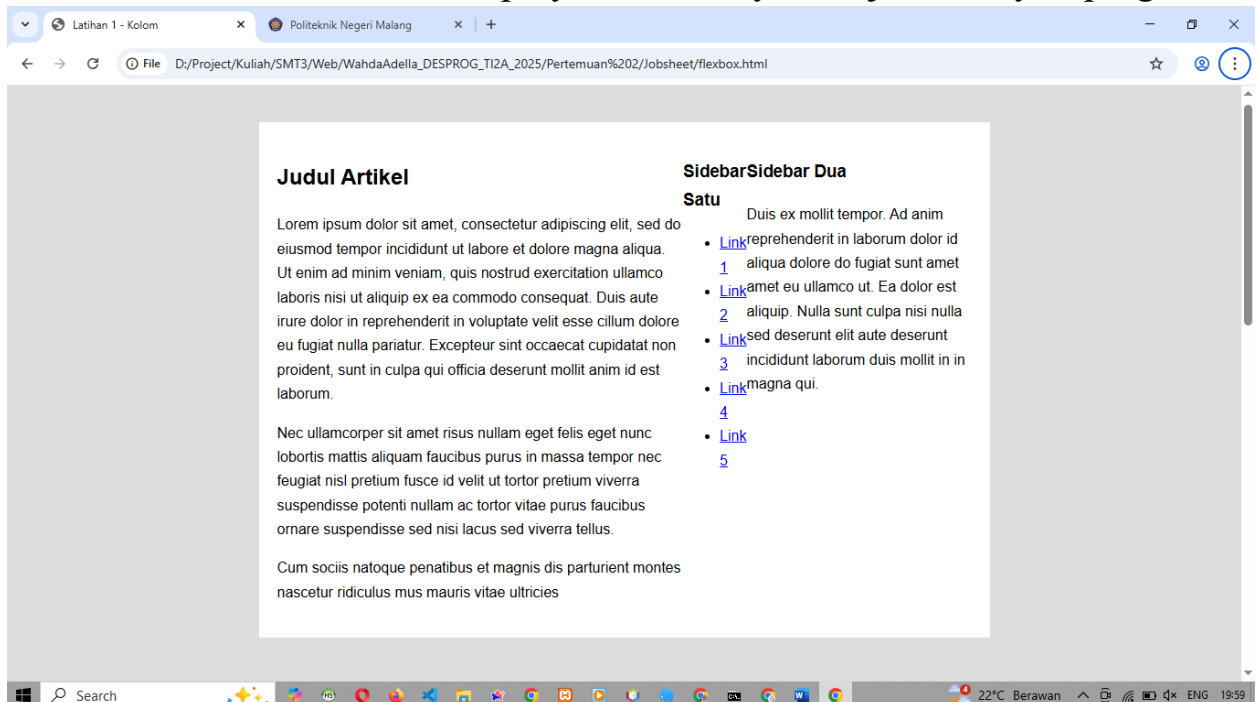 Latihan 1 - Kolom
Politeknik Negeri Malang
File
D:/Project/Kuliah/SMT3/Web/WahdaAdella_DESPROG_TI2A_2025/Pertemuan%202/Jobsheet/flexbox.html
Judul Artikel
Lorem ipsum dolor sit amet, consectetur adipiscing elit, sed do
eiusmod tempor incididunt ut labore et dolore magna aliqua.
Ut enim ad minim veniam, quis nostrud exercitation ullamco
laboris nisi ut aliquip ex ea commodo consequat. Duis aute
irure dolor in reprehenderit in voluptate velit esse cillum dolore
eu fugiat nulla pariatur. Excepteur sint occaecat cupidatat non
proident, sunt in culpa qui officia deserunt mollit anim id est
laborum.
Nec ullamcorper sit amet risus nullam eget felis eget nunc
lobortis mattis aliquam faucibus purus in massa tempor nec
feugiat nisl pretium fusce id velit ut tortor pretium viverra
suspendisse potenti nullam ac tortor vitae purus faucibus
ornare suspendisse sed nisi lacus sed viverra tellus.
Cum sociis natoque penatibus et magnis dis parturient montes
nascetur ridiculus mus mauris vitae ultricies
Sidebar
Satu
Link
1
Link
2
Link
3
Link
4
Link
5
Sidebar Dua
Duis ex mollit tempor. Ad anim
reprehenderit in laborum dolor id
aliqua dolore do fugiat sunt amet
amet eu ullamco ut. Ea dolor est
aliquip. Nulla sunt culpa nisi nulla
sed deserunt elit aute deserunt
incididunt laborum duis mollit in in
magna qui.
Search
22°C Berawan
ENG
19:59